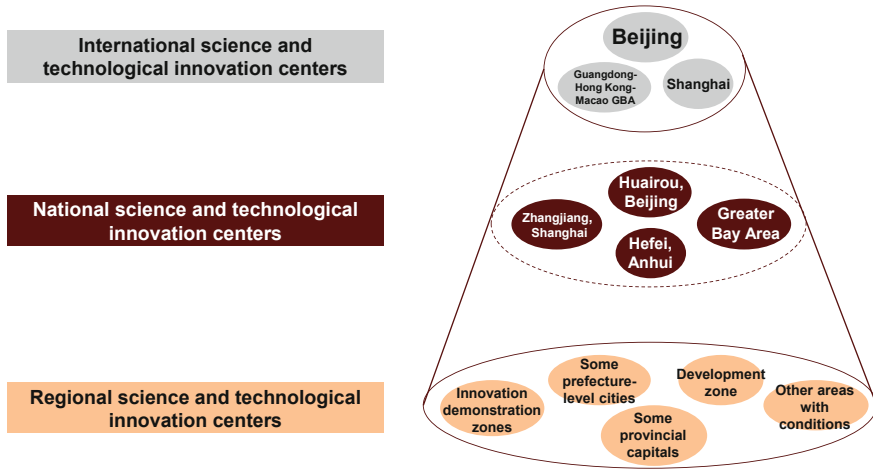 International science and
technological innovation centers
Beijing
Guangdong-
Hong Kong-
Macao GBA
Shanghai
National science and technological
innovation centers
Huairou,
Beijing
Zhangjiang,
Shanghai
Greater
Bay Area
Hefei,
Anhui
Regional science and technological
innovation centers
Innovation
demonstration
zones
Some
prefecture-
level cities
Some
provincial
capitals
Development
zone
Other areas
with
conditions